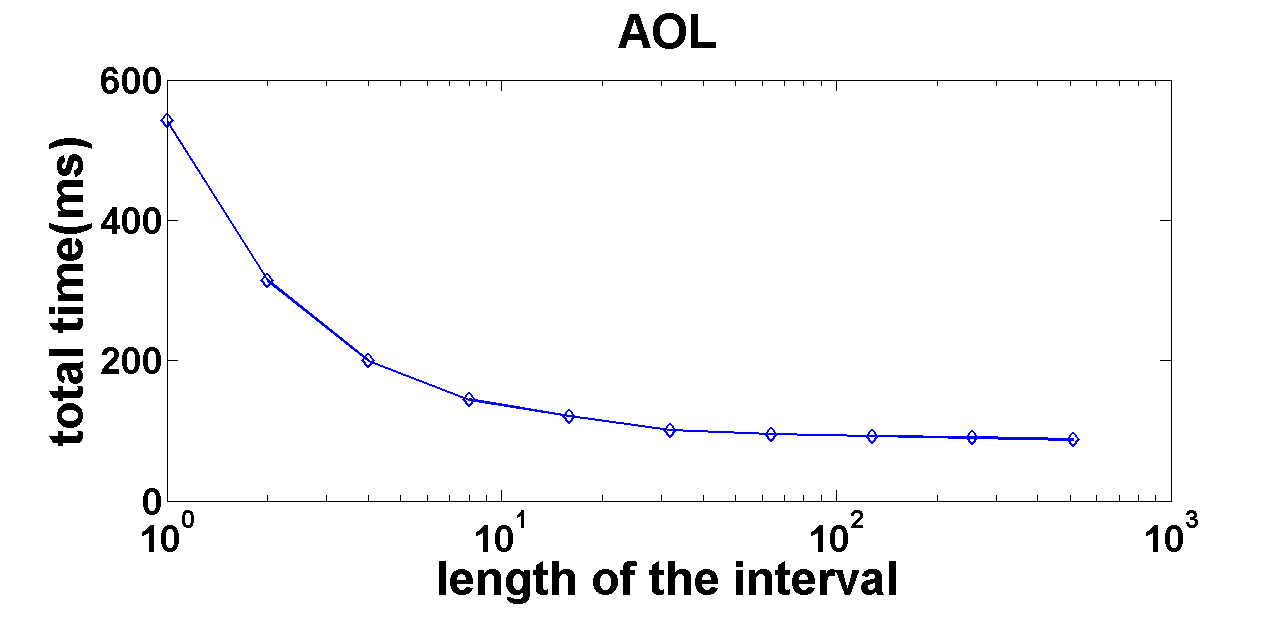 AOL
600
400
200
0
total time(ms)
10^0 10^1 10^2 10^3
length of the interval